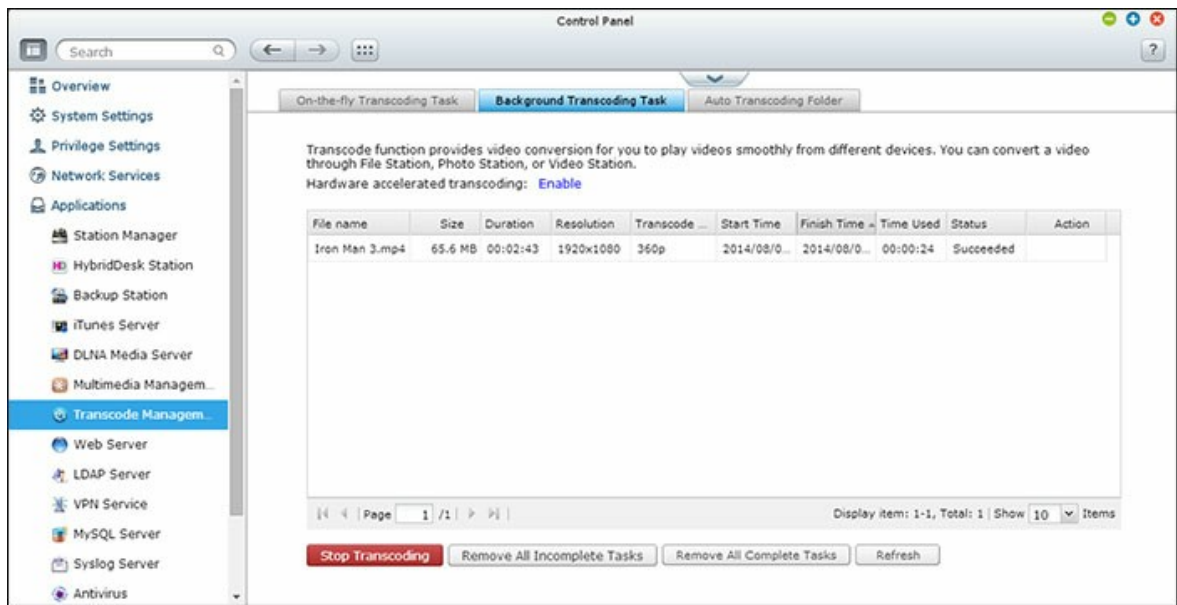 Control Panel
Search
?
Overview
System Settings
Privilege Settings
Network Services
Applications
Station Manager
HD HybridDesk Station
Backup Station
iTunes Server
DLNA Media Server
Multimedia Managem...
Transcode Managem...
Web Server
LDAP Server
VPN Service
MySQL Server
Syslog Server
Antivirus
On-the-fly Transcoding Task Background Transcoding Task Auto Transcoding Folder
Transcode function provides video conversion for you to play videos smoothly from different devices. You can convert a video
through File Station, Photo Station, or Video Station.
Hardware accelerated transcoding: Enable
File name Size Duration Resolution Transcode ... Start Time Finish Time Time Used Status Action
Iron Man 3.mp4 65.6 MB 00:02:43 1920x1080 360p 2014/08/0... 2014/08/0... 00:00:24 Succeeded
Page 1 /1 Display item: 1-1, Total: 1 Show 10 Items
Stop Transcoding Remove All Incomplete Tasks Remove All Complete Tasks Refresh